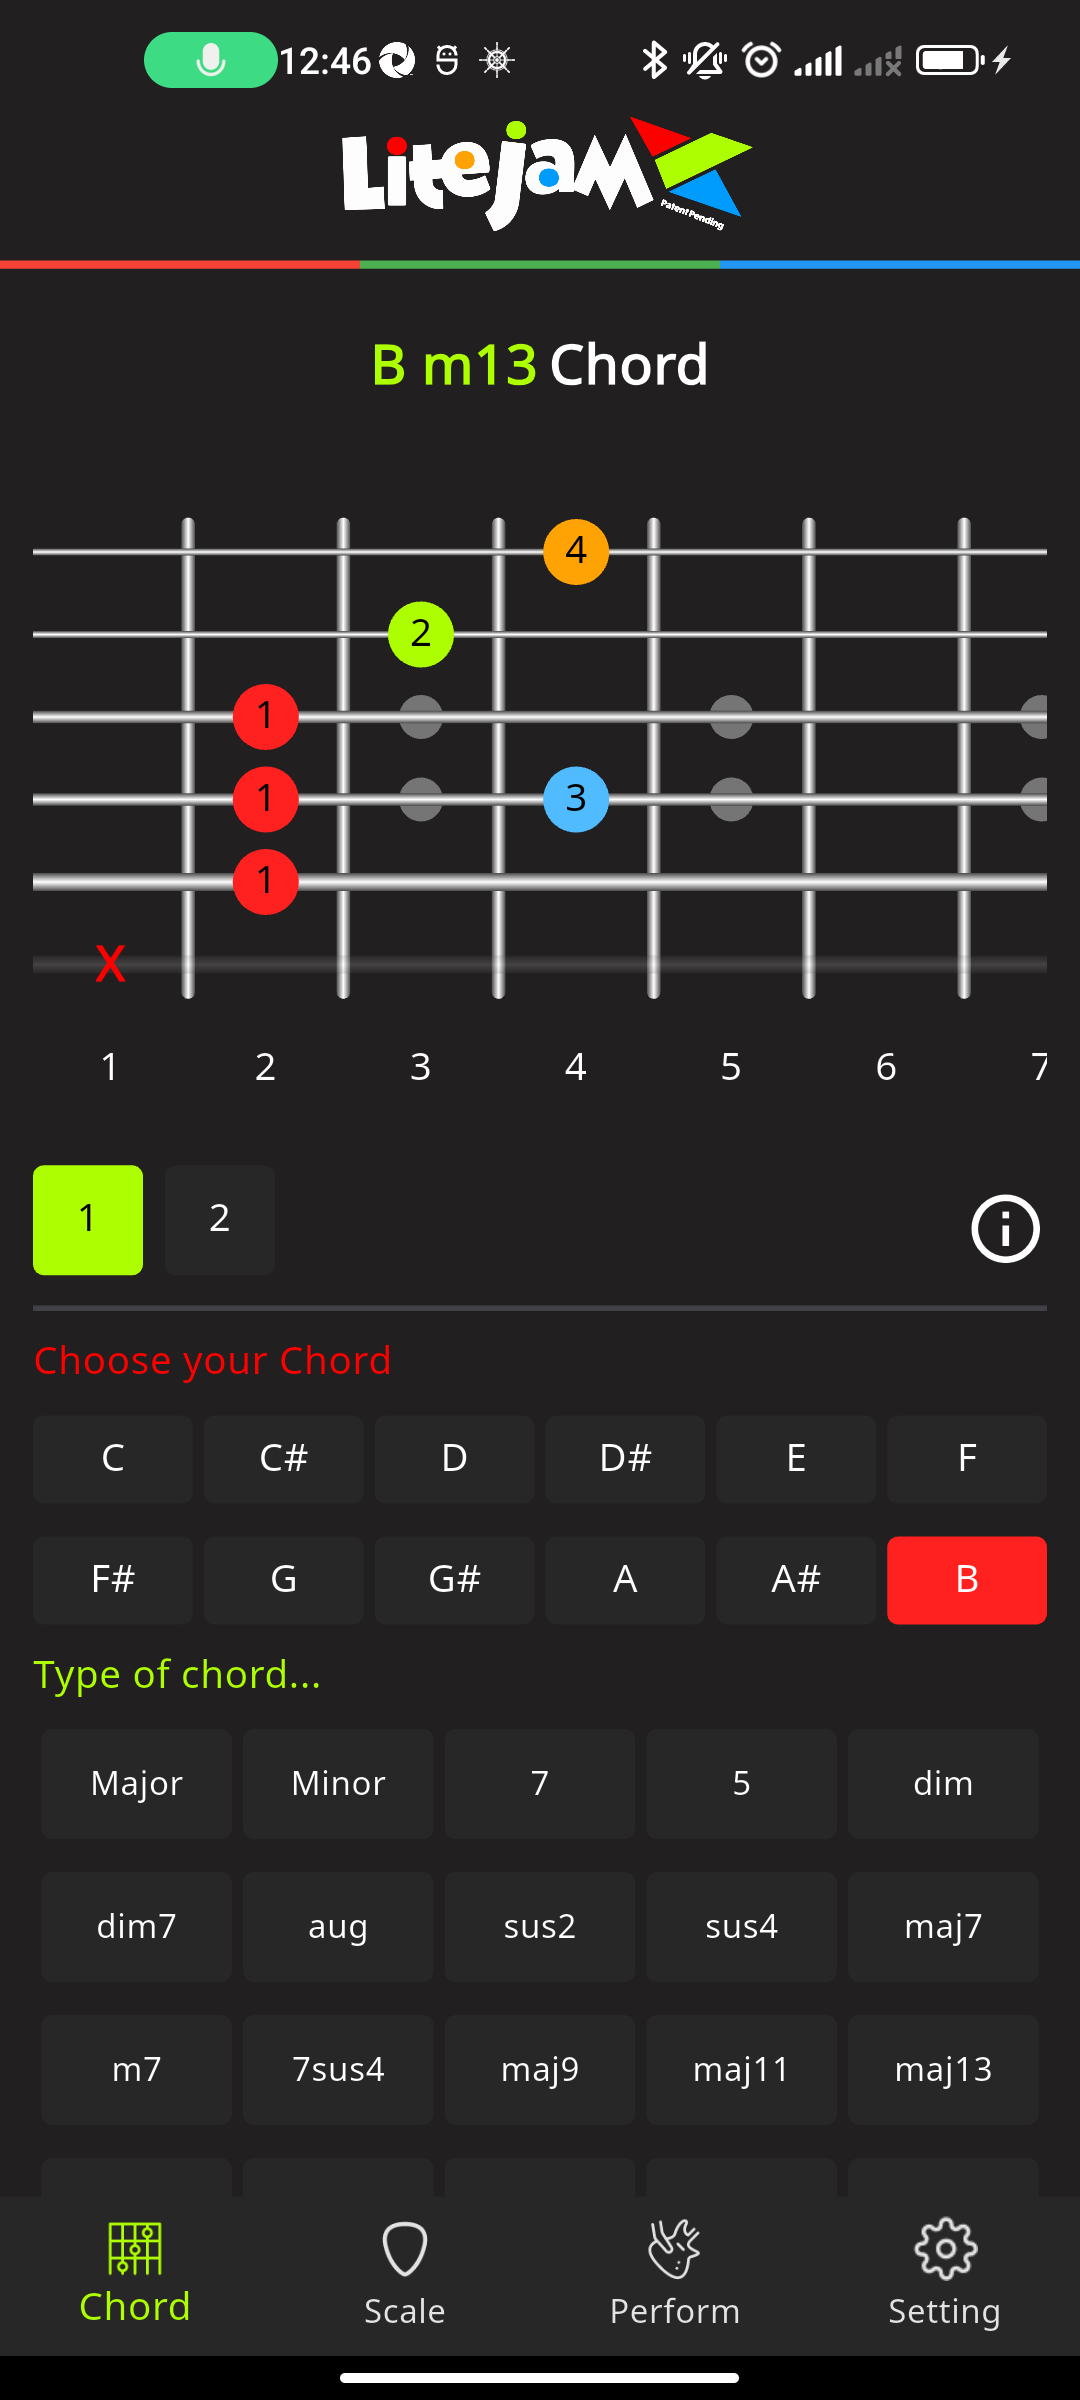 12:46
LitejaM
Patent Pending
B m13 Chord
4
2
1
1 3
1
X
1 2 3 4 5 6 7
1 2
Choose your Chord
C C# D D# E F
F# G G# A A# B
Type of chord...
Major Minor 7 5 dim
dim7 aug sus2 sus4 maj7
m7 7sus4 maj9 maj11 maj13
Chord Scale Perform Setting